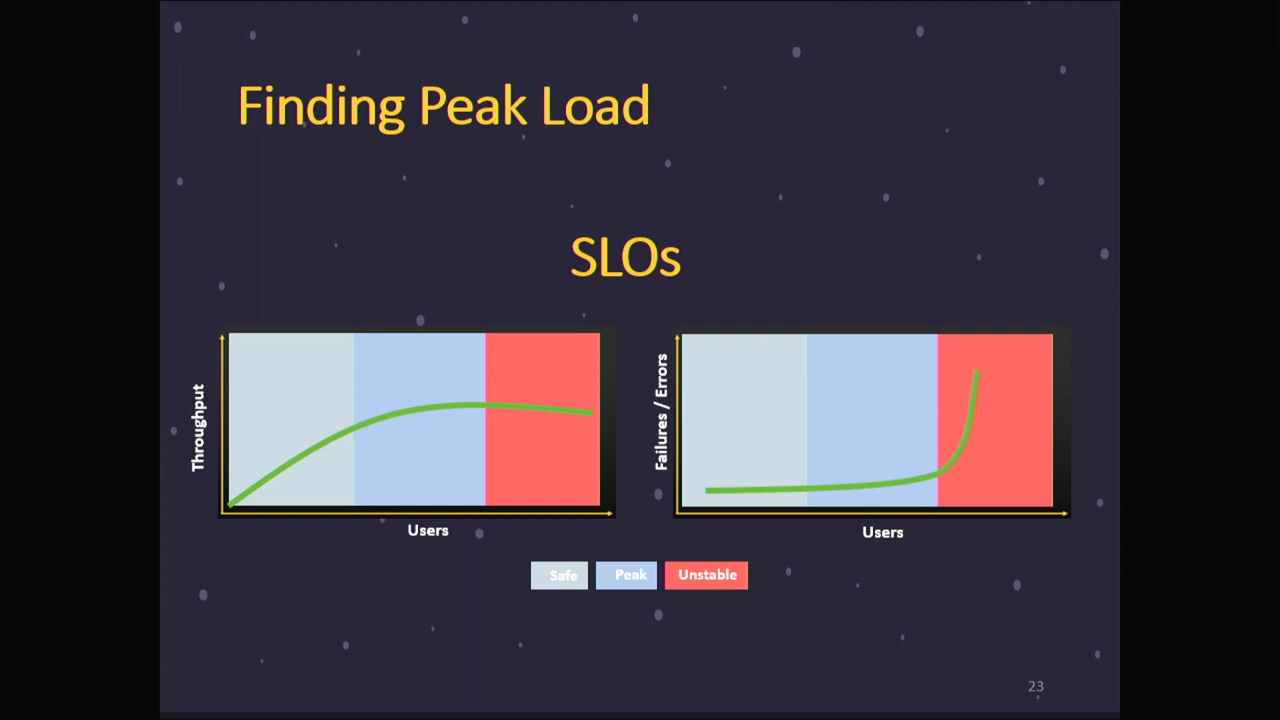 Finding Peak Load
SLOs
Throughput
Users
Failures / Errors
Users
Safe
Peak
Unstable
23